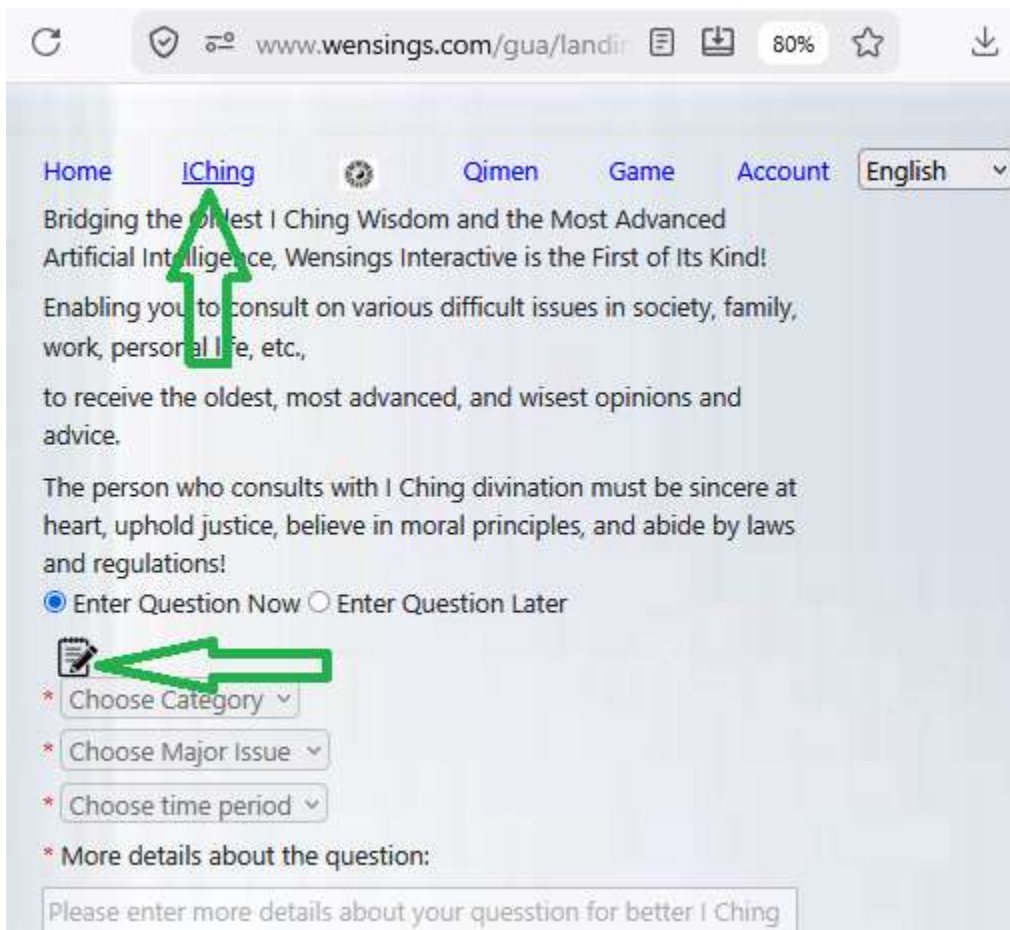 www.wensings.com/gua/landin 80%
Home IChing Qimen Game Account English
Bridging the Oldest I Ching Wisdom and the Most Advanced
Artificial Intelligence, Wensings Interactive is the First of Its Kind!
Enabling you to consult on various difficult issues in society, family,
work, personal life, etc.,
to receive the oldest, most advanced, and wisest opinions and
advice.
The person who consults with I Ching divination must be sincere at
heart, uphold justice, believe in moral principles, and abide by laws
and regulations!
Enter Question Now Enter Question Later
* Choose Category
* Choose Major Issue
* Choose time period
* More details about the question:
Please enter more details about your quesstion for better I Ching